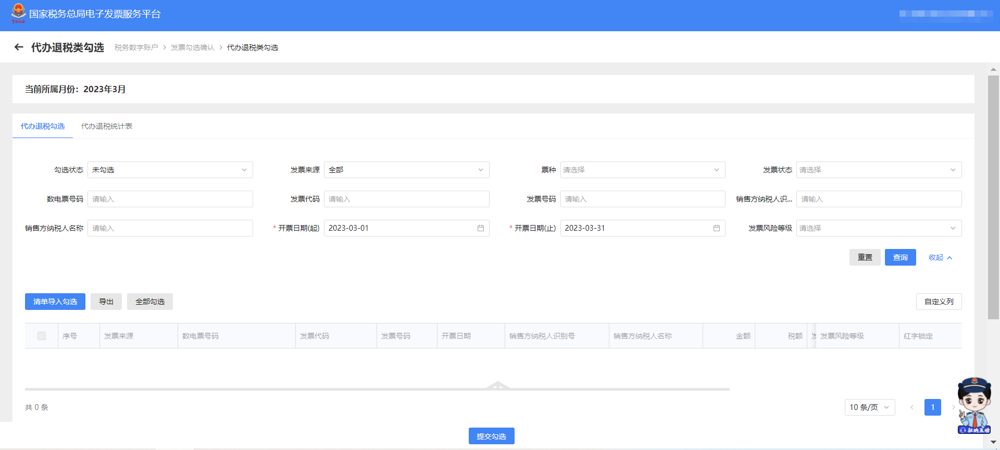 国家税务总局电子发票服务平台
代办退税类勾选 税务数字账户 > 发票勾选确认 > 代办退税类勾选
当前所属月份：2023年3月
代办退税勾选 代办退税统计表
勾选状态 未勾选 发票来源 全部 票种 请选择 发票状态 请选择
数电票号码 请输入 发票代码 请输入 发票号码 请输入 销售方纳税人识... 请输入
销售方纳税人名称 请输入 * 开票日期(起) 2023-03-01 * 开票日期(止) 2023-03-31 发票风险等级 请选择
重置 查询 收起
清单导入勾选 导出 全部勾选 自定义列
序号 发票来源 数电票号码 发票代码 发票号码 开票日期 销售方纳税人识别号 销售方纳税人名称 金额 税额 发 发票风险等级 红字锁定
共 0 条 10 条/页 1
征纳互动
提交勾选